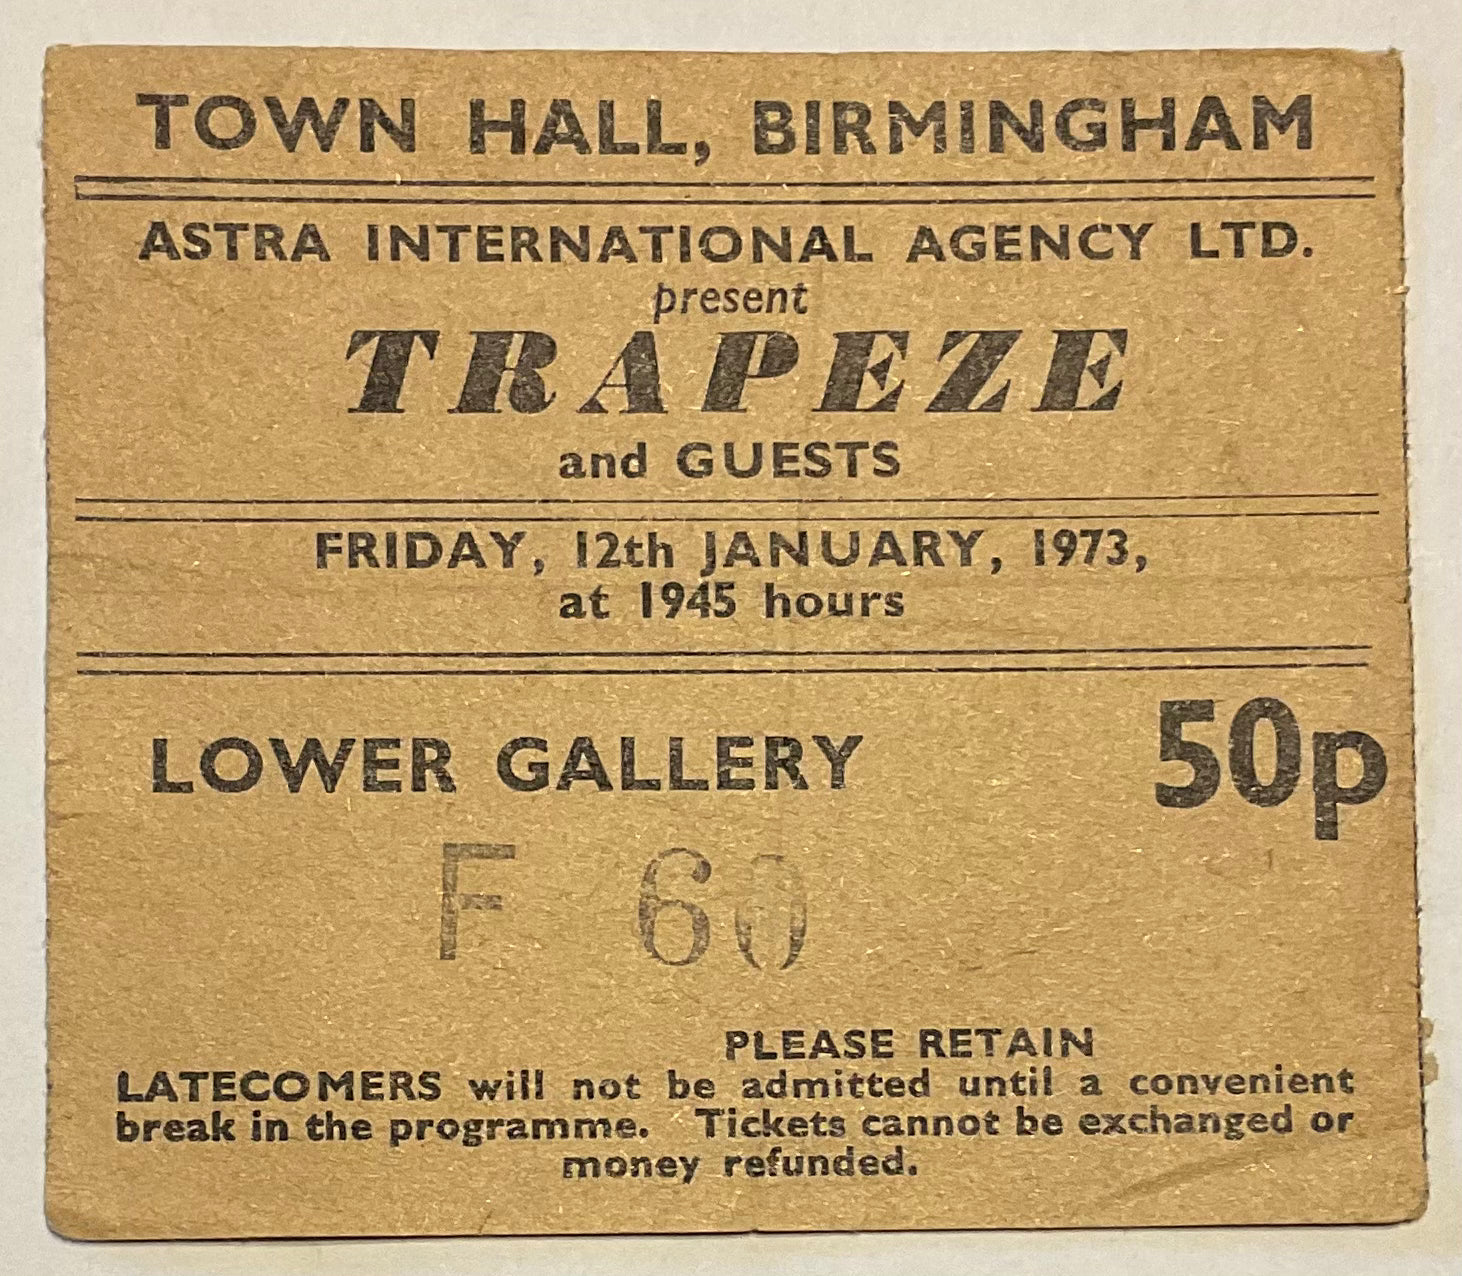 TOWN HALL, BIRMINGHAM
ASTRA INTERNATIONAL AGENCY LTD.
present
TRAPEZE
and GUESTS
FRIDAY, 12th JANUARY, 1973,
at 1945 hours
LOWER GALLERY 50p
F 60
PLEASE RETAIN
LATECOMERS will not be admitted until a convenient
break in the programme. Tickets cannot be exchanged or
money refunded.